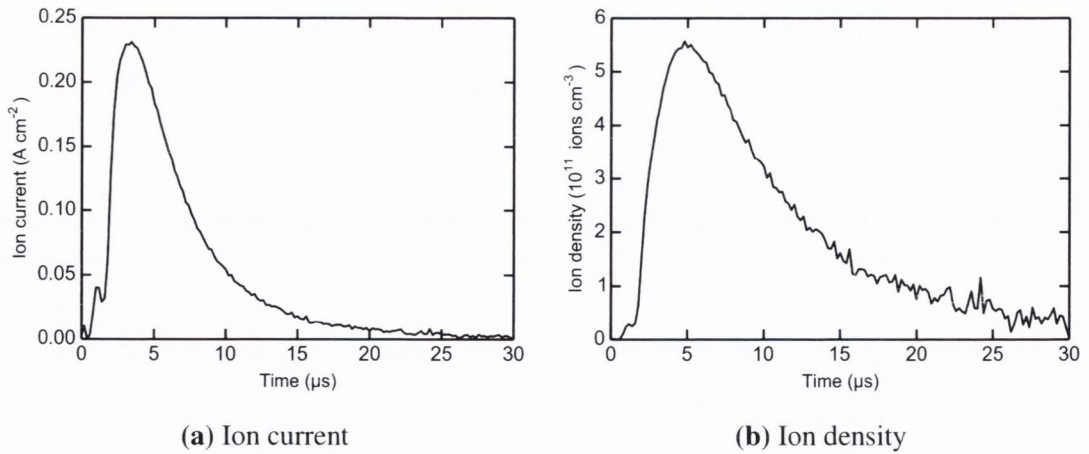 0.25
0.20
0.15
0.10
0.05
0.00
Ion current (A cm⁻²)
0 5 10 15 20 25 30
Time (µs)
(a) Ion current
6
5
4
3
2
1
0
Ion density (10¹¹ ions cm⁻³)
0 5 10 15 20 25 30
Time (µs)
(b) Ion density